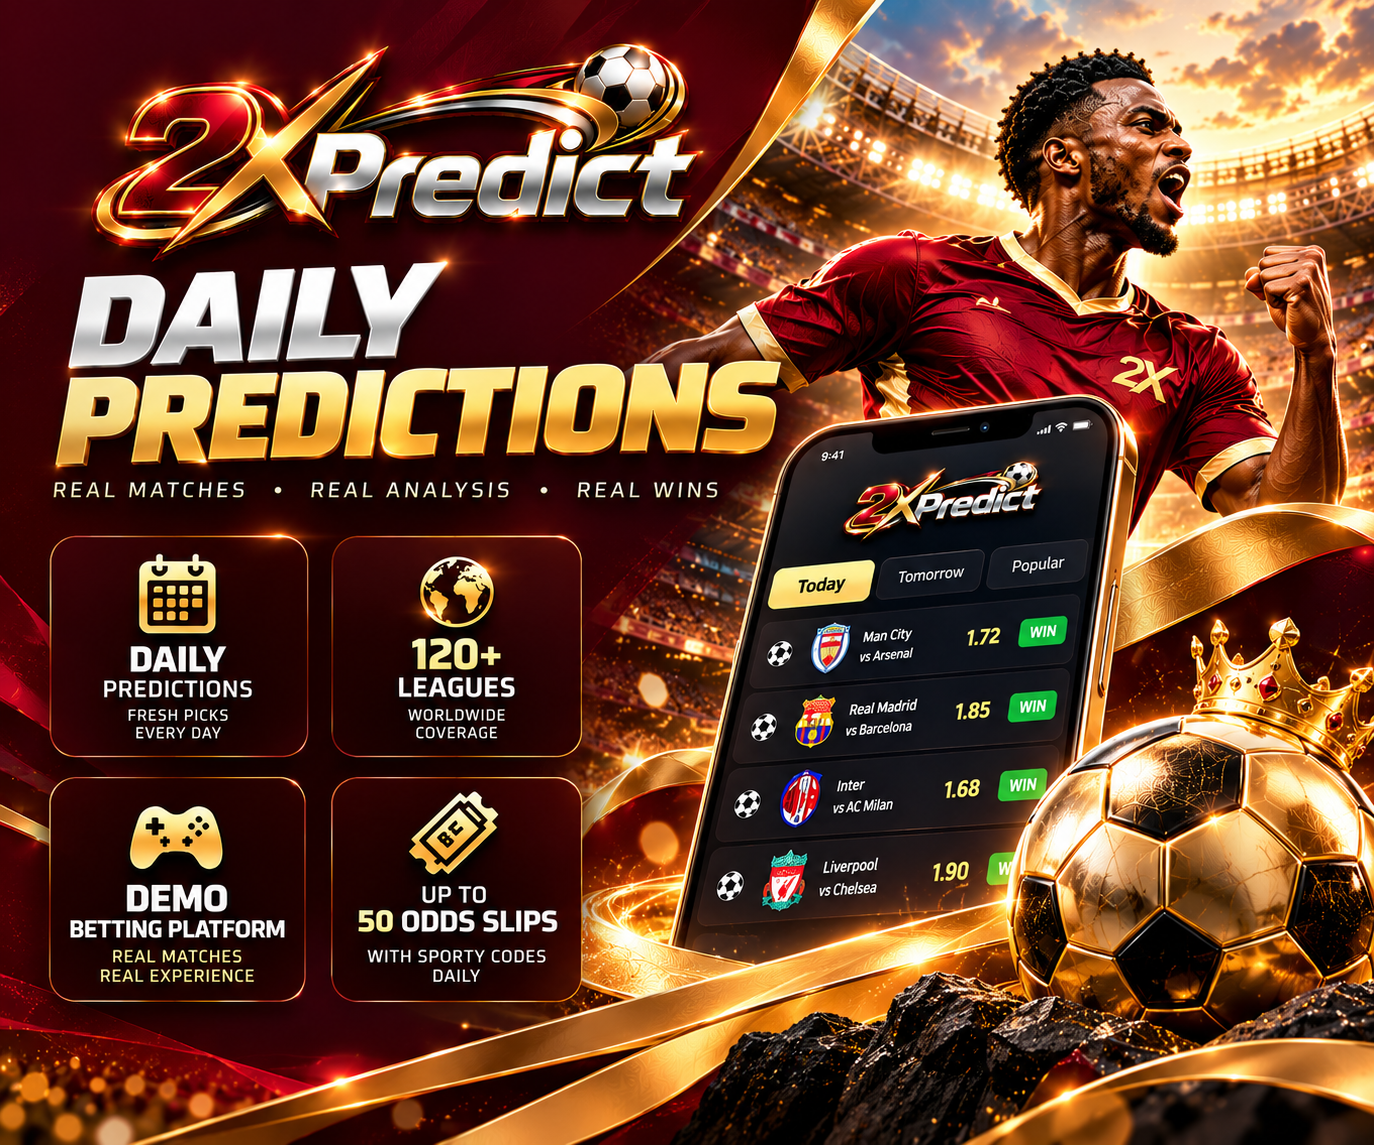 2XPredict
DAILY
PREDICTIONS
REAL MATCHES • REAL ANALYSIS • REAL WINS
DAILY
PREDICTIONS
FRESH PICKS
EVERY DAY
120+
LEAGUES
WORLDWIDE
COVERAGE
DEMO
BETTING PLATFORM
REAL MATCHES
REAL EXPERIENCE
BC
UP TO
50 ODDS SLIPS
WITH SPORTY CODES
DAILY
2X
9:41
2XPredict
Today Tomorrow Popular
Man City
vs Arsenal
1.72 WIN
Real Madrid
vs Barcelona
1.85 WIN
Inter
vs AC Milan
1.68 WIN
Liverpool
vs Chelsea
1.90 W